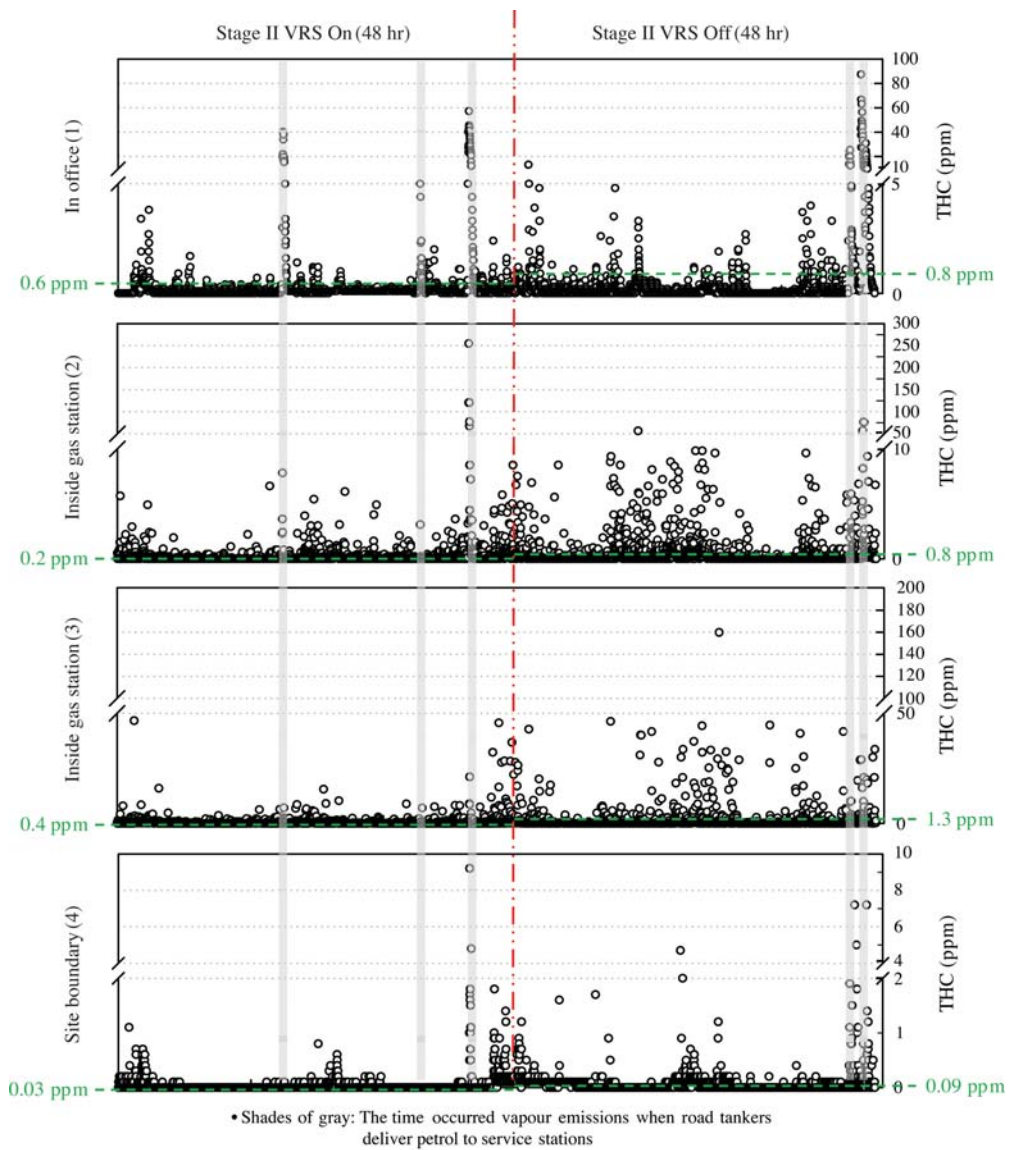 Stage II VRS On (48 hr)
Stage II VRS Off (48 hr)
In office (1)
100
80
60
40
10
5
0
THC (ppm)
0.6 ppm
0.8 ppm
Inside gas station (2)
300
250
200
150
100
50
10
0
THC (ppm)
0.2 ppm
0.8 ppm
Inside gas station (3)
200
180
160
140
120
100
50
0
THC (ppm)
0.4 ppm
1.3 ppm
Site boundary (4)
10
8
6
4
2
1
0
THC (ppm)
0.03 ppm
0.09 ppm
• Shades of gray: The time occurred vapour emissions when road tankers
deliver petrol to service stations